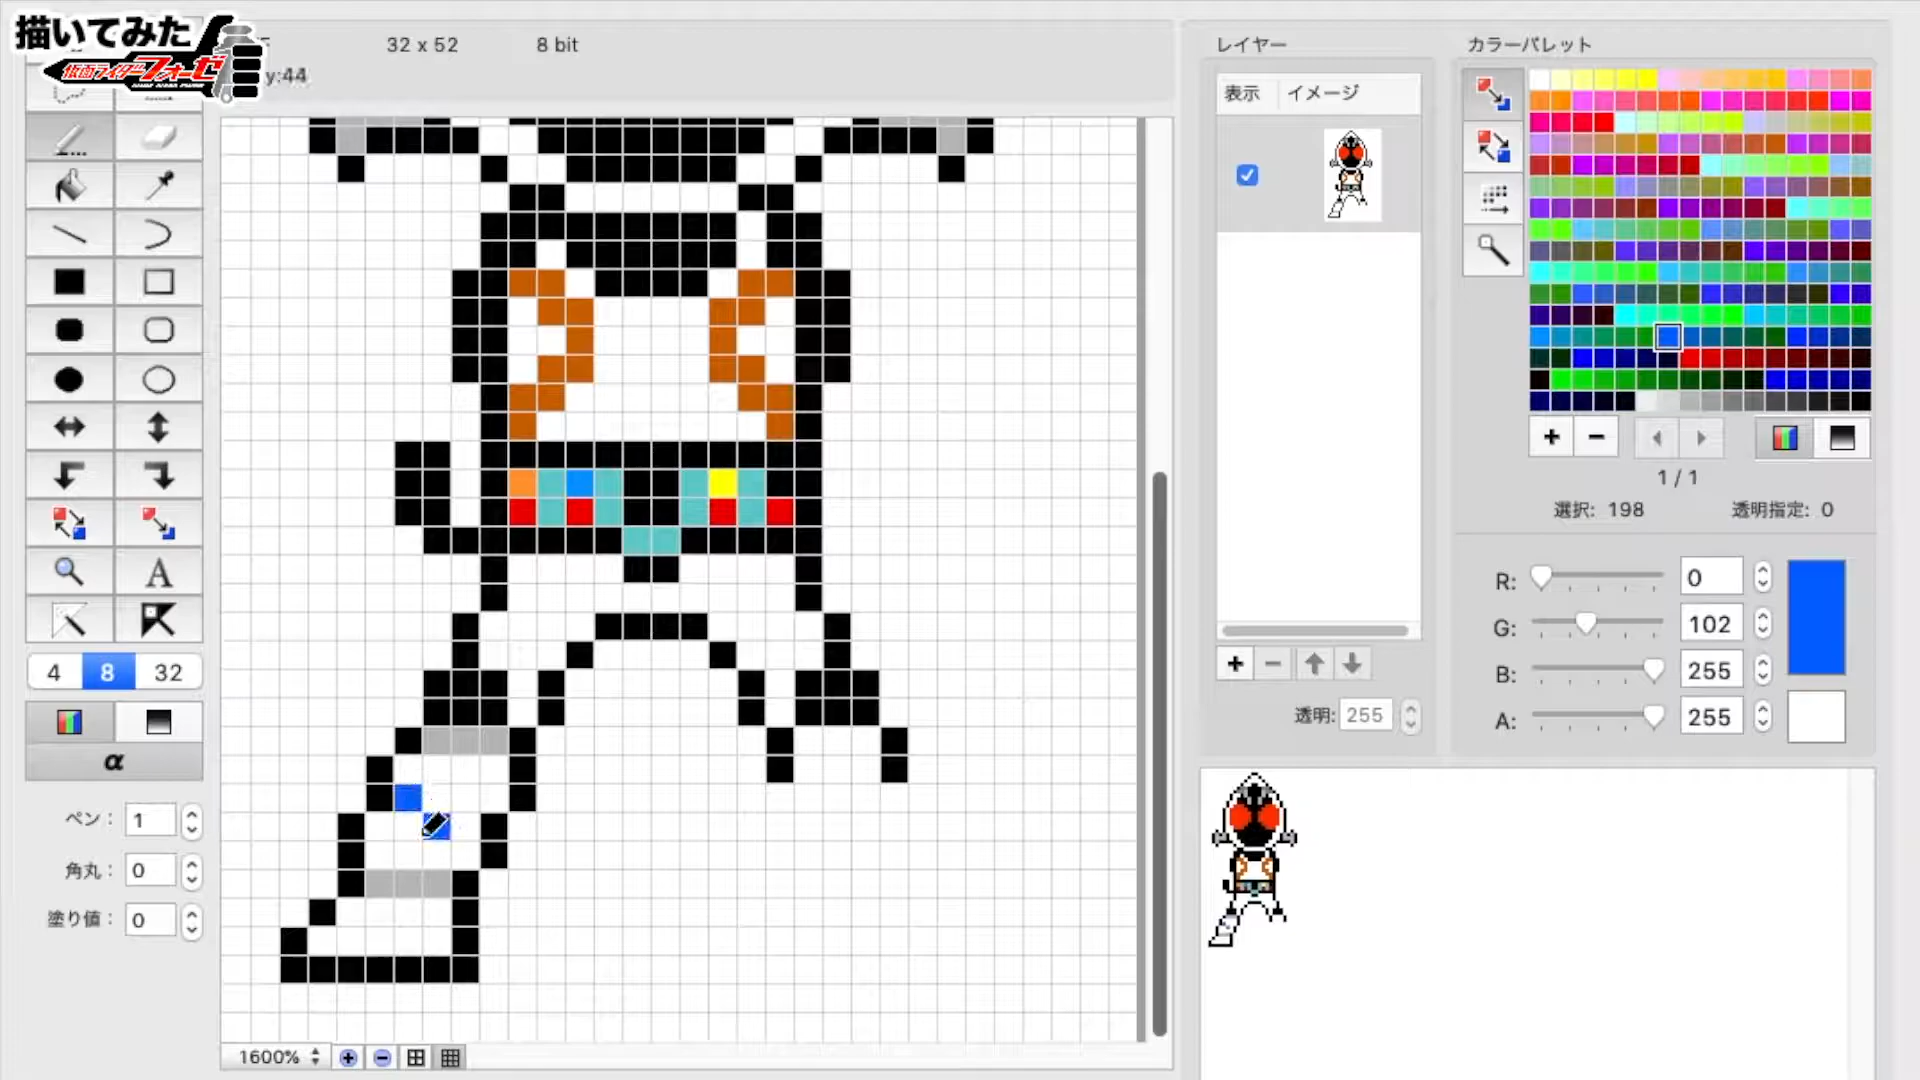 描いてみた
仮面ライダーフォーゼ
32 x 52
8 bit
y:44
A
4
8
32
α
ペン： 1
角丸： 0
塗り値： 0
1600%
レイヤー
表示
イメージ
透明: 255
カラーパレット
1 / 1
選択: 198
透明指定: 0
R: 0
G: 102
B: 255
A: 255